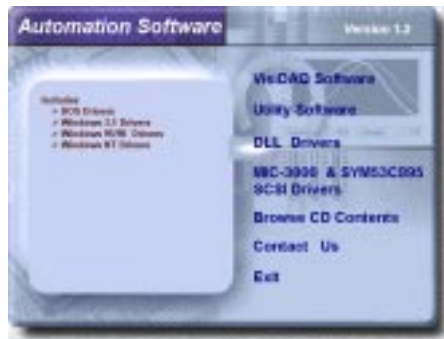 Automation Software
Version 1.3
Includes
DOS Drivers
Windows 3.1 Drivers
Windows 95/98 Drivers
Windows NT Drivers
VisiDAQ Software
Utility Software
DLL Drivers
MIC-3000 & SYM53C895
SCSI Drivers
Browse CD Contents
Contact Us
Exit